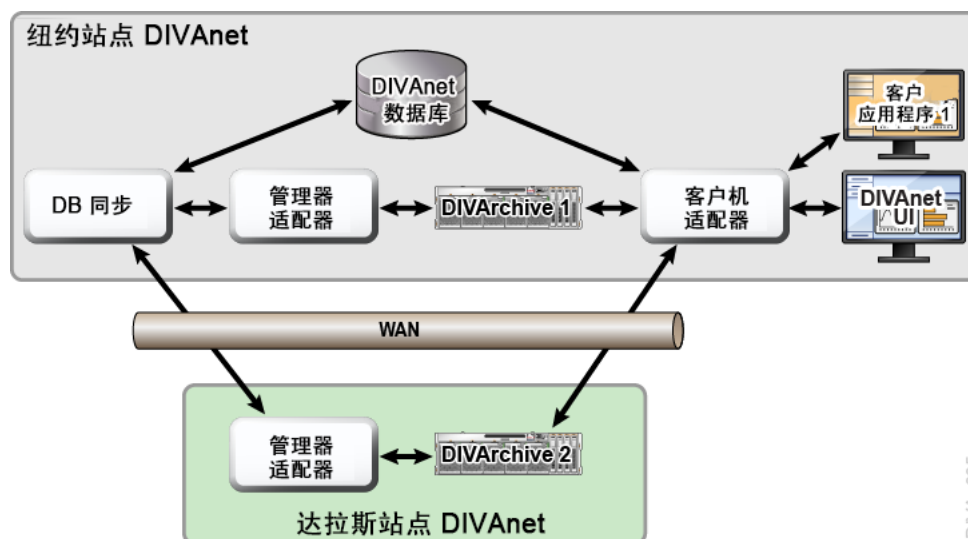 纽约站点 DIVAnet
DIVAnet
数据库
客户
应用程序 1
DB 同步
管理器
适配器
DIVArchive 1
客户机
适配器
DIVAnet
UI
WAN
管理器
适配器
DIVArchive 2
达拉斯站点 DIVAnet